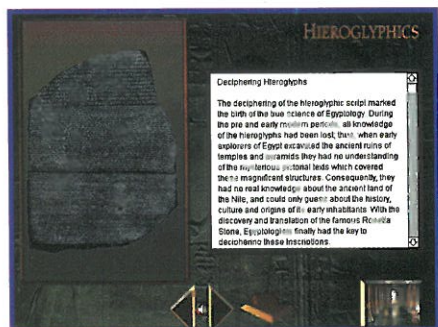 HIEROGLYPHICS
Deciphering Hieroglyphs
The deciphering of the hieroglyphic script marked
the birth of the true science of Egyptology. During
the pre and early modern periods, all knowledge
of the hieroglyphs had been lost; thus, when early
explorers of Egypt excavated the ancient ruins of
temples and pyramids they had no understanding
of the mysterious pictorial texts which covered
these magnificent structures. Consequently, they
had no real knowledge about the ancient land of
the Nile, and could only guess about the history,
culture and origins of its early inhabitants. With the
discovery and translation of the famous Rosetta
Stone, Egyptologists finally had the key to
deciphering these inscriptions.